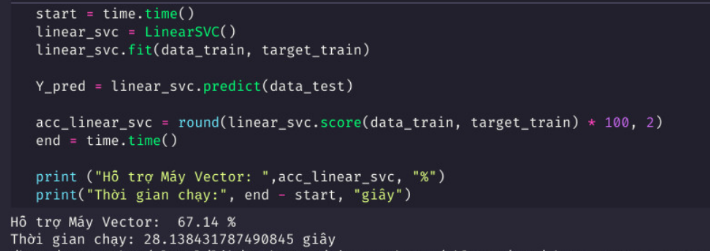 start = time.time()
linear_svc = LinearSVC()
linear_svc.fit(data_train, target_train)
Y_pred = linear_svc.predict(data_test)
acc_linear_svc = round(linear_svc.score(data_train, target_train) * 100, 2)
end = time.time()
print ("Hỗ trợ Máy Vector: ",acc_linear_svc, "%")
print("Thời gian chạy:", end - start, "giây")
Hỗ trợ Máy Vector:  67.14 %
Thời gian chạy: 28.138431787490845 giây